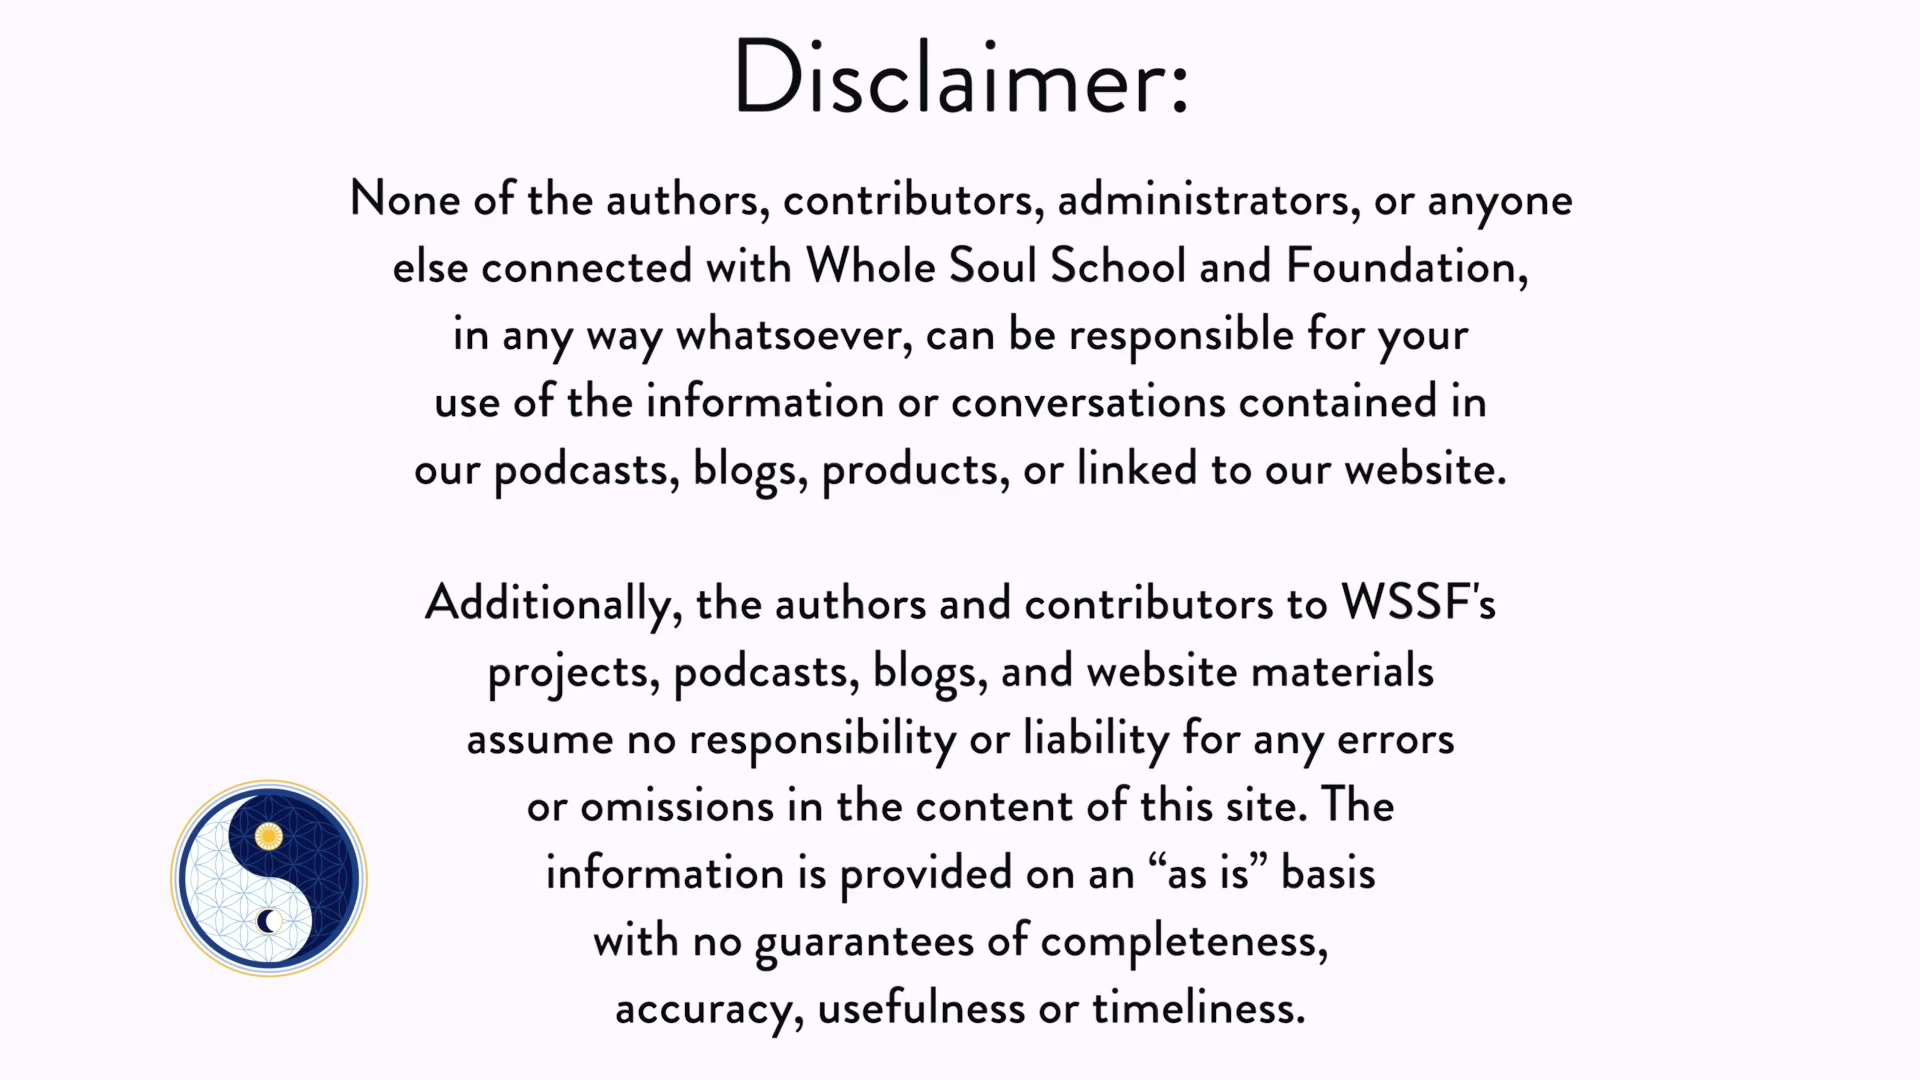 Disclaimer:
None of the authors, contributors, administrators, or anyone
else connected with Whole Soul School and Foundation,
in any way whatsoever, can be responsible for your
use of the information or conversations contained in
our podcasts, blogs, products, or linked to our website.
Additionally, the authors and contributors to WSSF's
projects, podcasts, blogs, and website materials
assume no responsibility or liability for any errors
or omissions in the content of this site. The
information is provided on an “as is” basis
with no guarantees of completeness,
accuracy, usefulness or timeliness.